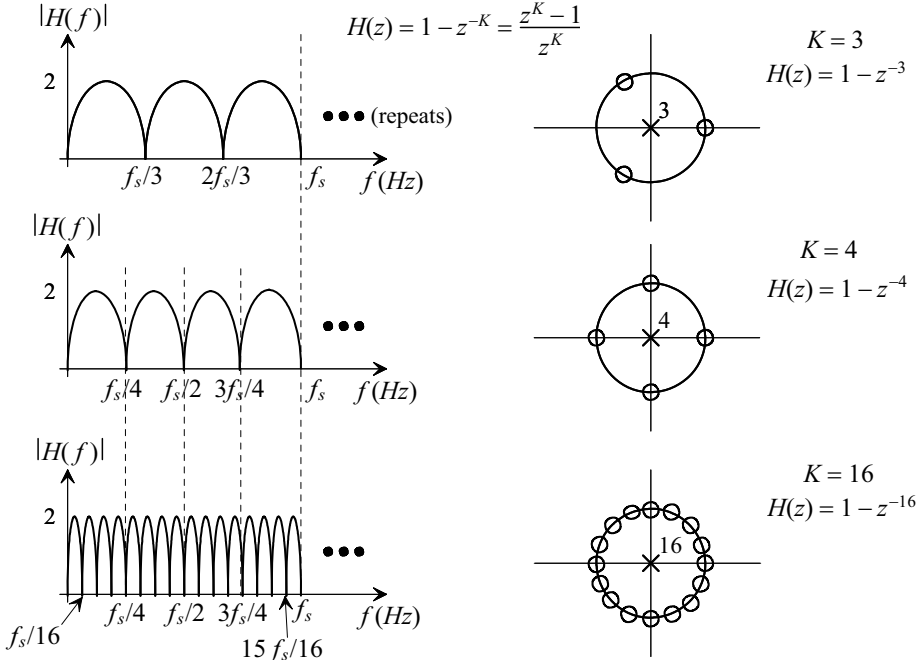 |H(f)|
H(z) = 1 − z^{−K} = \frac{z^K − 1}{z^K}
2
••• (repeats)
f_s/3 2f_s/3 f_s f(Hz)
K = 3
H(z) = 1 − z^{−3}
3
|H(f)|
2
•••
f_s/4 f_s/2 3f_s/4 f_s f(Hz)
K = 4
H(z) = 1 − z^{−4}
4
|H(f)|
2
•••
f_s/4 f_s/2 3f_s/4 f_s f(Hz)
f_s/16 15 f_s/16
K = 16
H(z) = 1 − z^{−16}
16